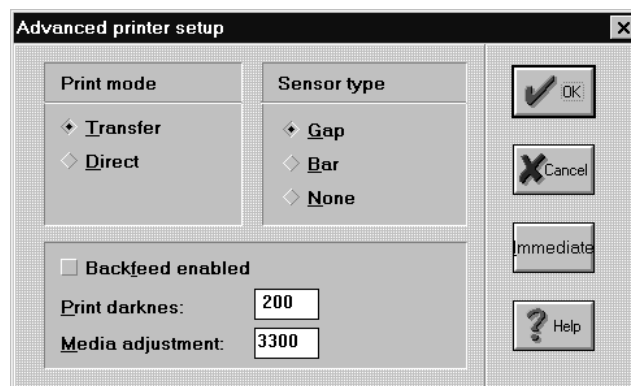 Advanced printer setup
Print mode
Transfer
Direct
Sensor type
Gap
Bar
None
Backfeed enabled
Print darknes: 200
Media adjustment: 3300
OK
Cancel
Immediate
Help